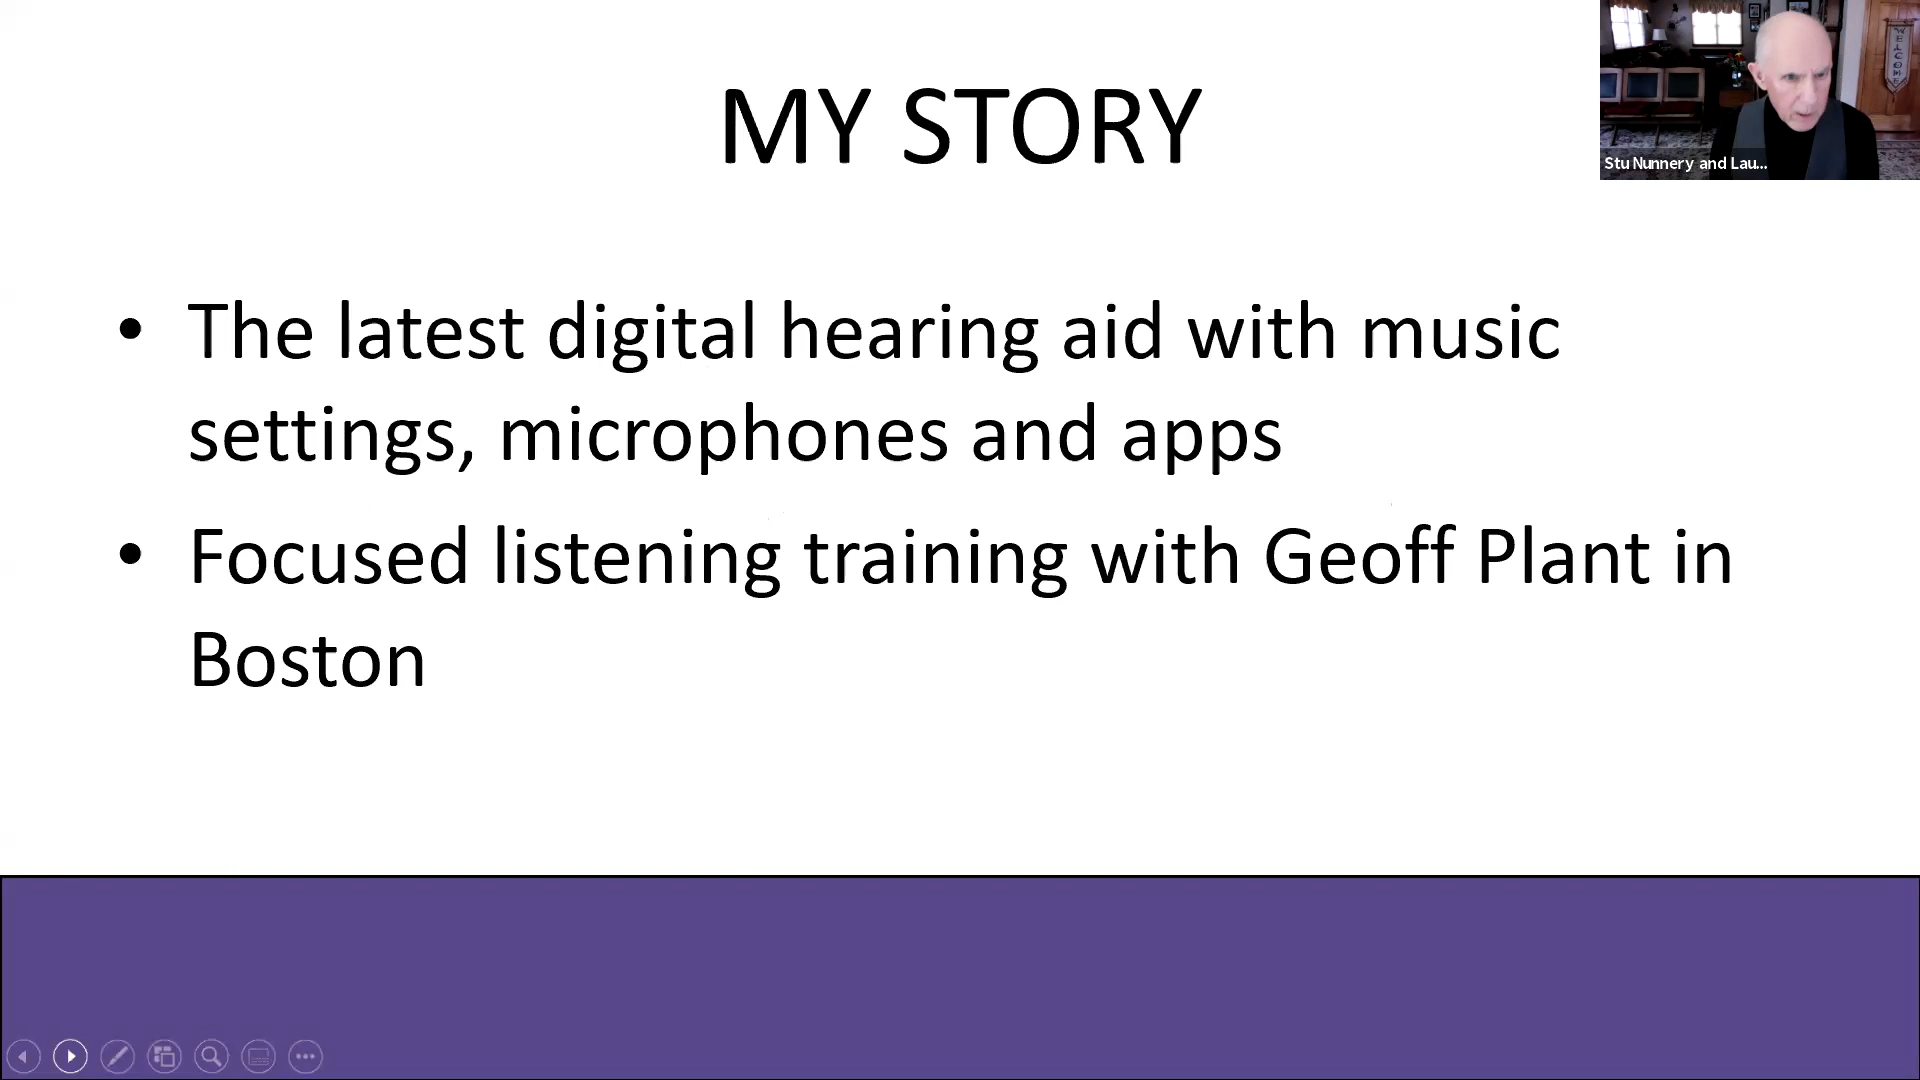 MY STORY
WELCOME
Stu Nunnery and Lau...
• The latest digital hearing aid with music
settings, microphones and apps
• Focused listening training with Geoff Plant in
Boston